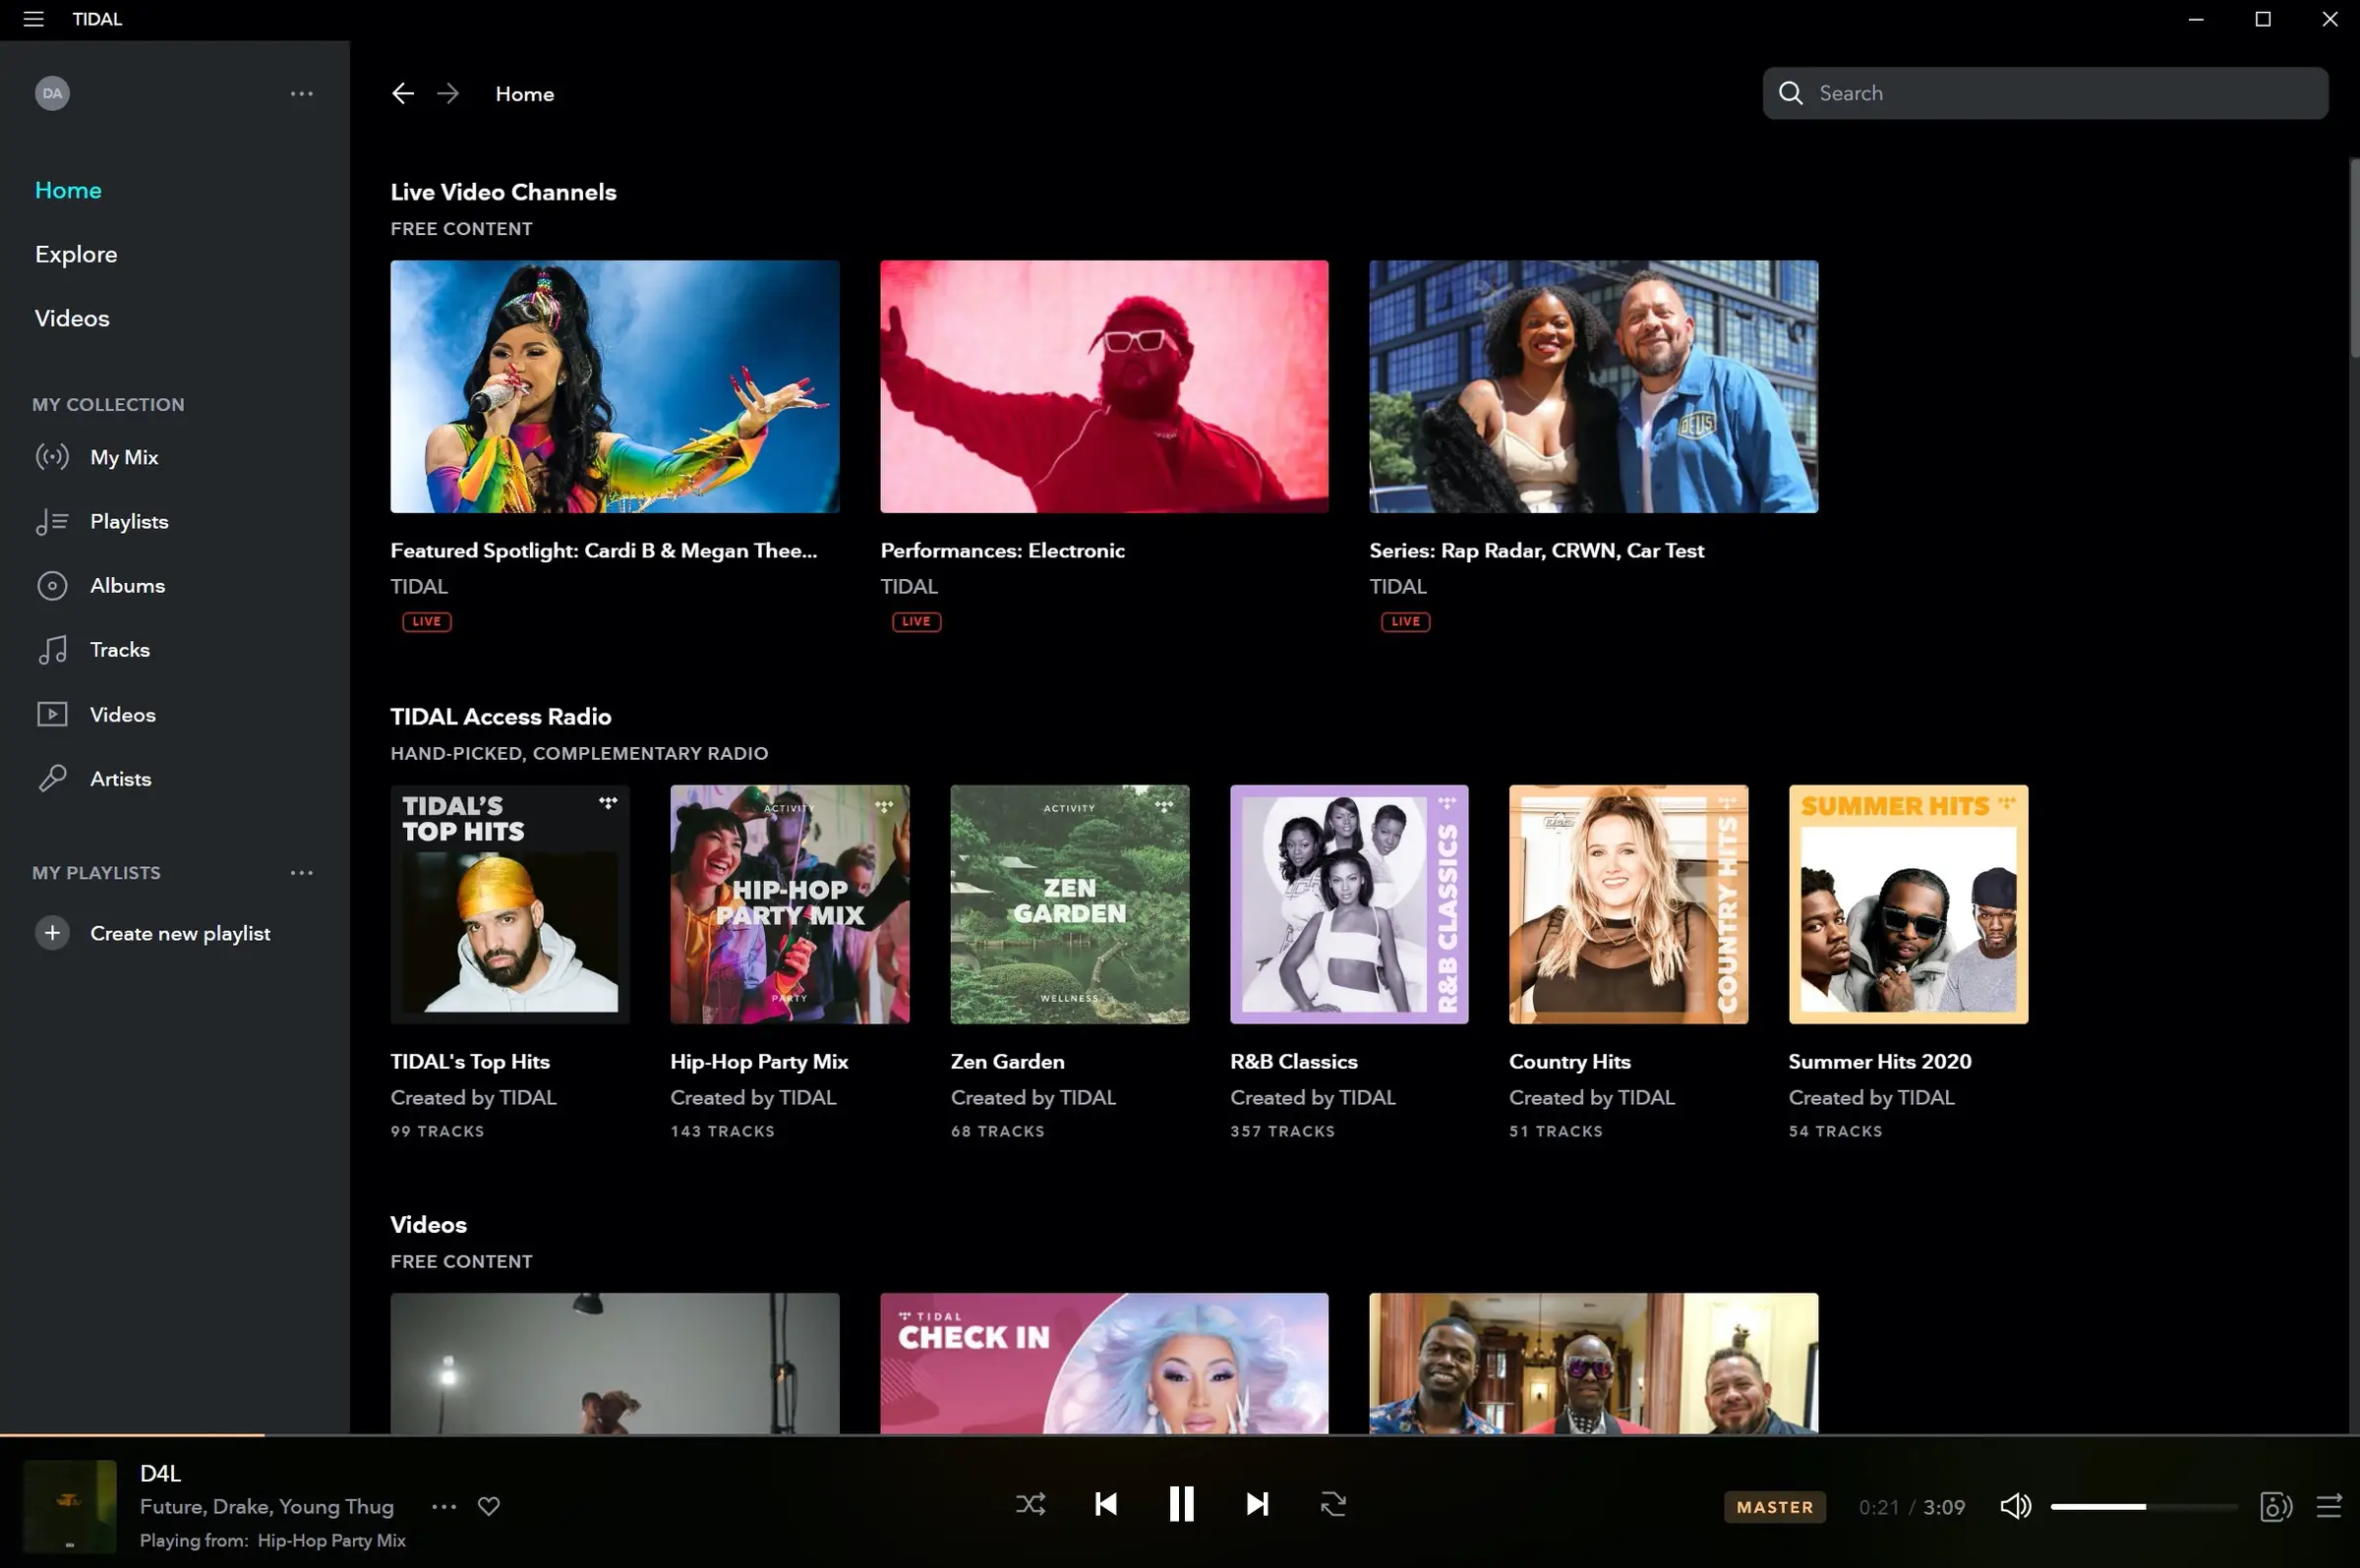 TIDAL
DA
Home
Search
Home
Explore
Videos
MY COLLECTION
My Mix
Playlists
Albums
Tracks
Videos
Artists
MY PLAYLISTS
Create new playlist
Live Video Channels
FREE CONTENT
DEUS
Featured Spotlight: Cardi B & Megan Thee...
Performances: Electronic
Series: Rap Radar, CRWN, Car Test
TIDAL
TIDAL
TIDAL
LIVE
LIVE
LIVE
TIDAL Access Radio
HAND-PICKED, COMPLEMENTARY RADIO
TIDAL'S
TOP HITS
ACTIVITY
HIP-HOP
PARTY MIX
PARTY
ACTIVITY
ZEN
GARDEN
WELLNESS
R&B CLASSICS
COUNTRY HITS
SUMMER HITS
TIDAL's Top Hits
Hip-Hop Party Mix
Zen Garden
R&B Classics
Country Hits
Summer Hits 2020
Created by TIDAL
Created by TIDAL
Created by TIDAL
Created by TIDAL
Created by TIDAL
Created by TIDAL
99 TRACKS
143 TRACKS
68 TRACKS
357 TRACKS
51 TRACKS
54 TRACKS
Videos
FREE CONTENT
TIDAL
CHECK IN
D4L
Future, Drake, Young Thug
Playing from: Hip-Hop Party Mix
MASTER
0:21 / 3:09